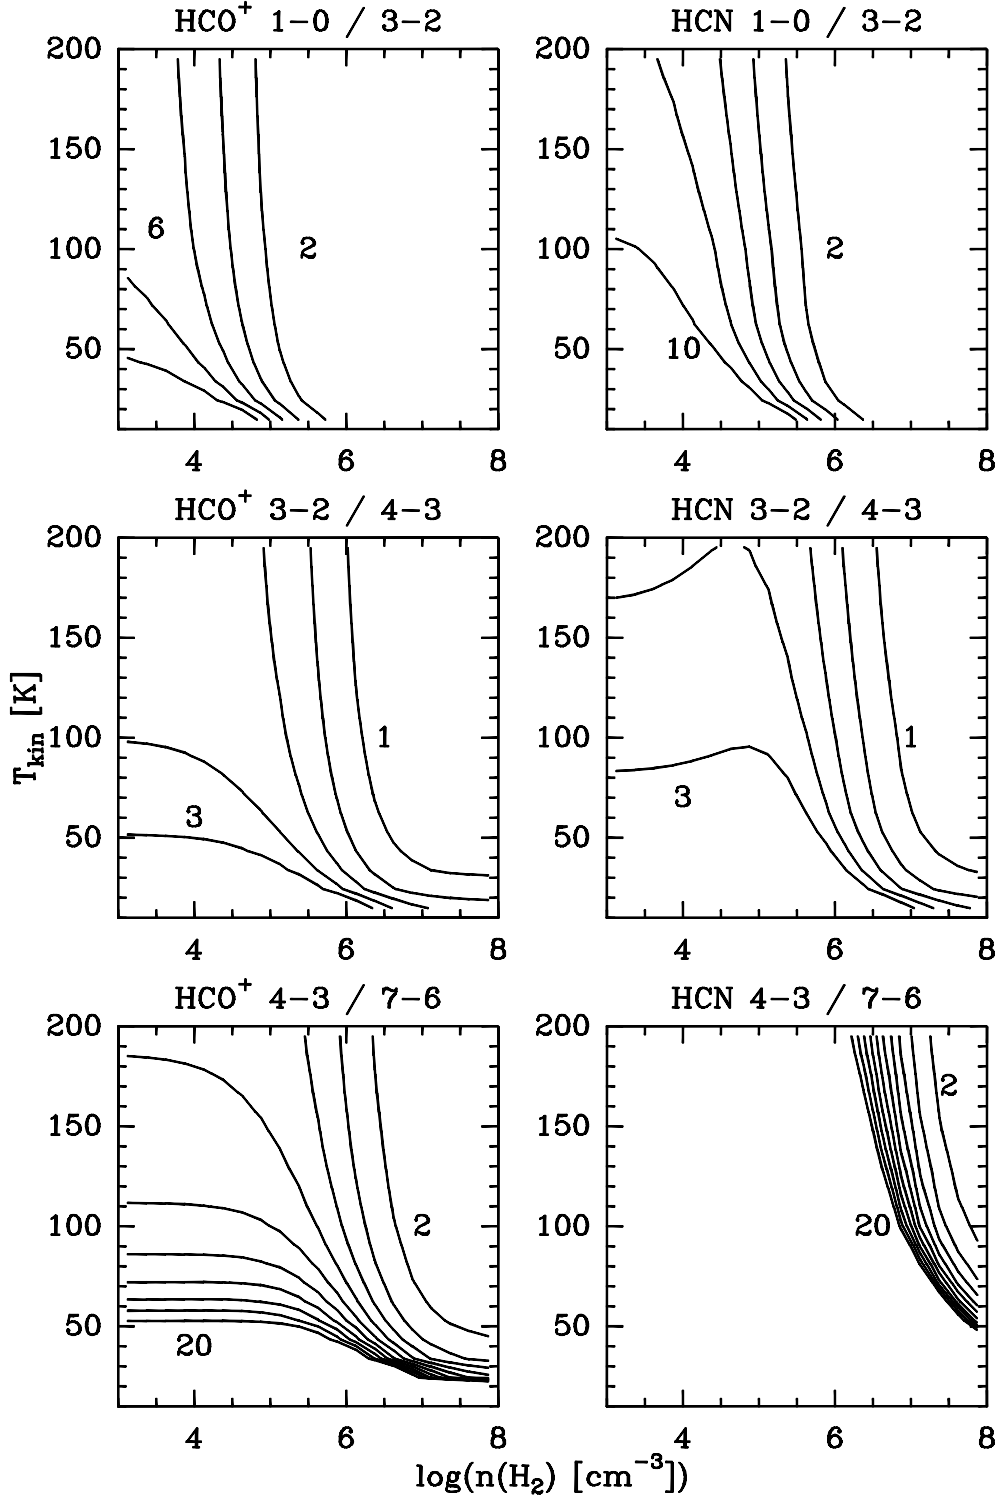 HCO+ 1-0 / 3-2
HCN 1-0 / 3-2
200
150
100
50
6
2
4 6 8
200
150
100
50
10
2
4 6 8
HCO+ 3-2 / 4-3
HCN 3-2 / 4-3
Tkin [K]
200
150
100
50
3
1
4 6 8
200
150
100
50
3
1
4 6 8
HCO+ 4-3 / 7-6
HCN 4-3 / 7-6
200
150
100
50
20
2
4 6 8
200
150
100
50
20
2
4 6 8
log(n(H2) [cm−3])